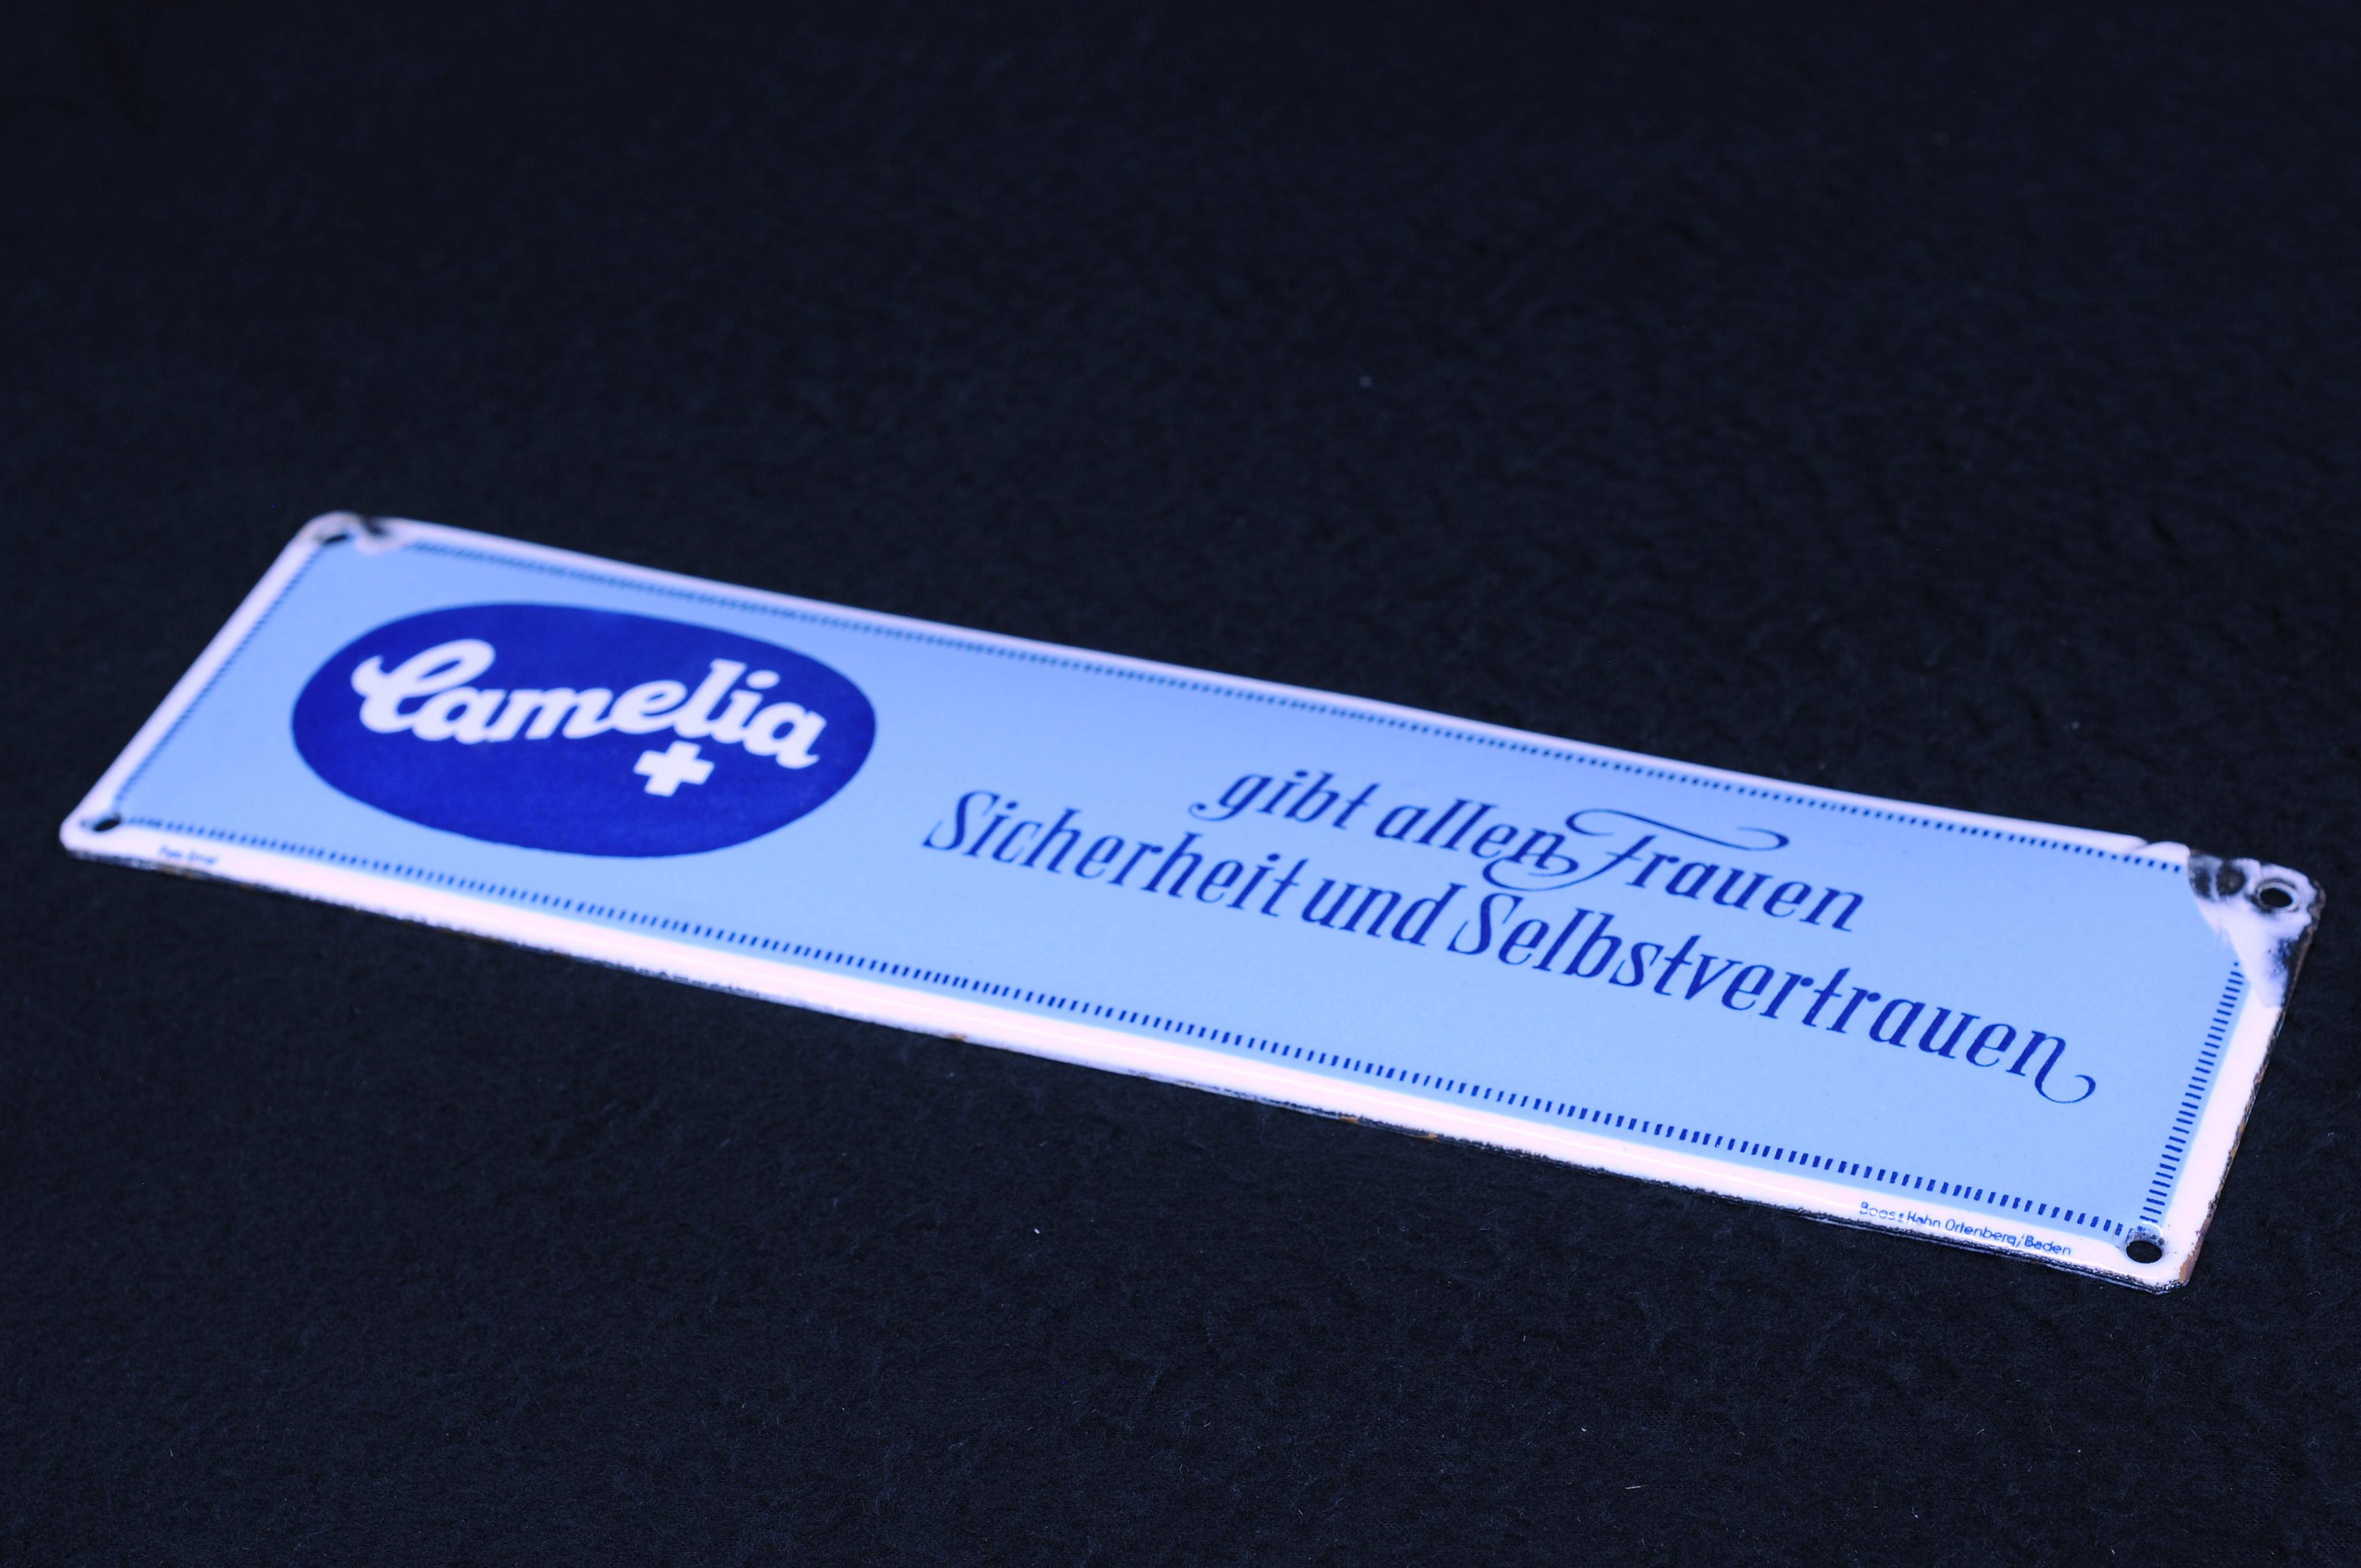 Camelia
gibt allen Frauen
Sicherheit und Selbstvertrauen
Boos & Hahn Ortenberg/Baden